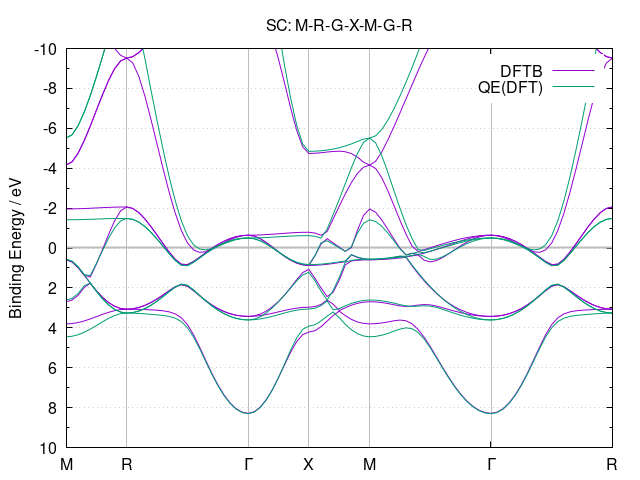 SC: M-R-G-X-M-G-R
-10
-8
-6
-4
-2
0
2
4
6
8
10
Binding Energy / eV
DFTB
QE(DFT)
M R Γ X M Γ R